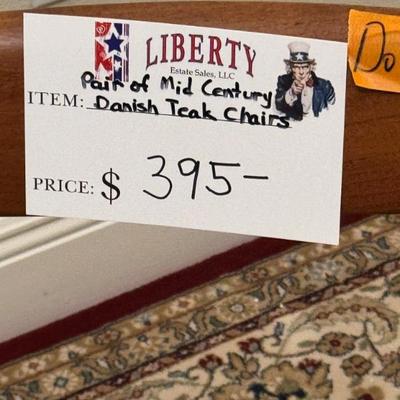 LIBERTY
Estate Sales, LLC
Pair of Mid Century
ITEM: Danish Teak Chairs
PRICE: $ 395-
Do